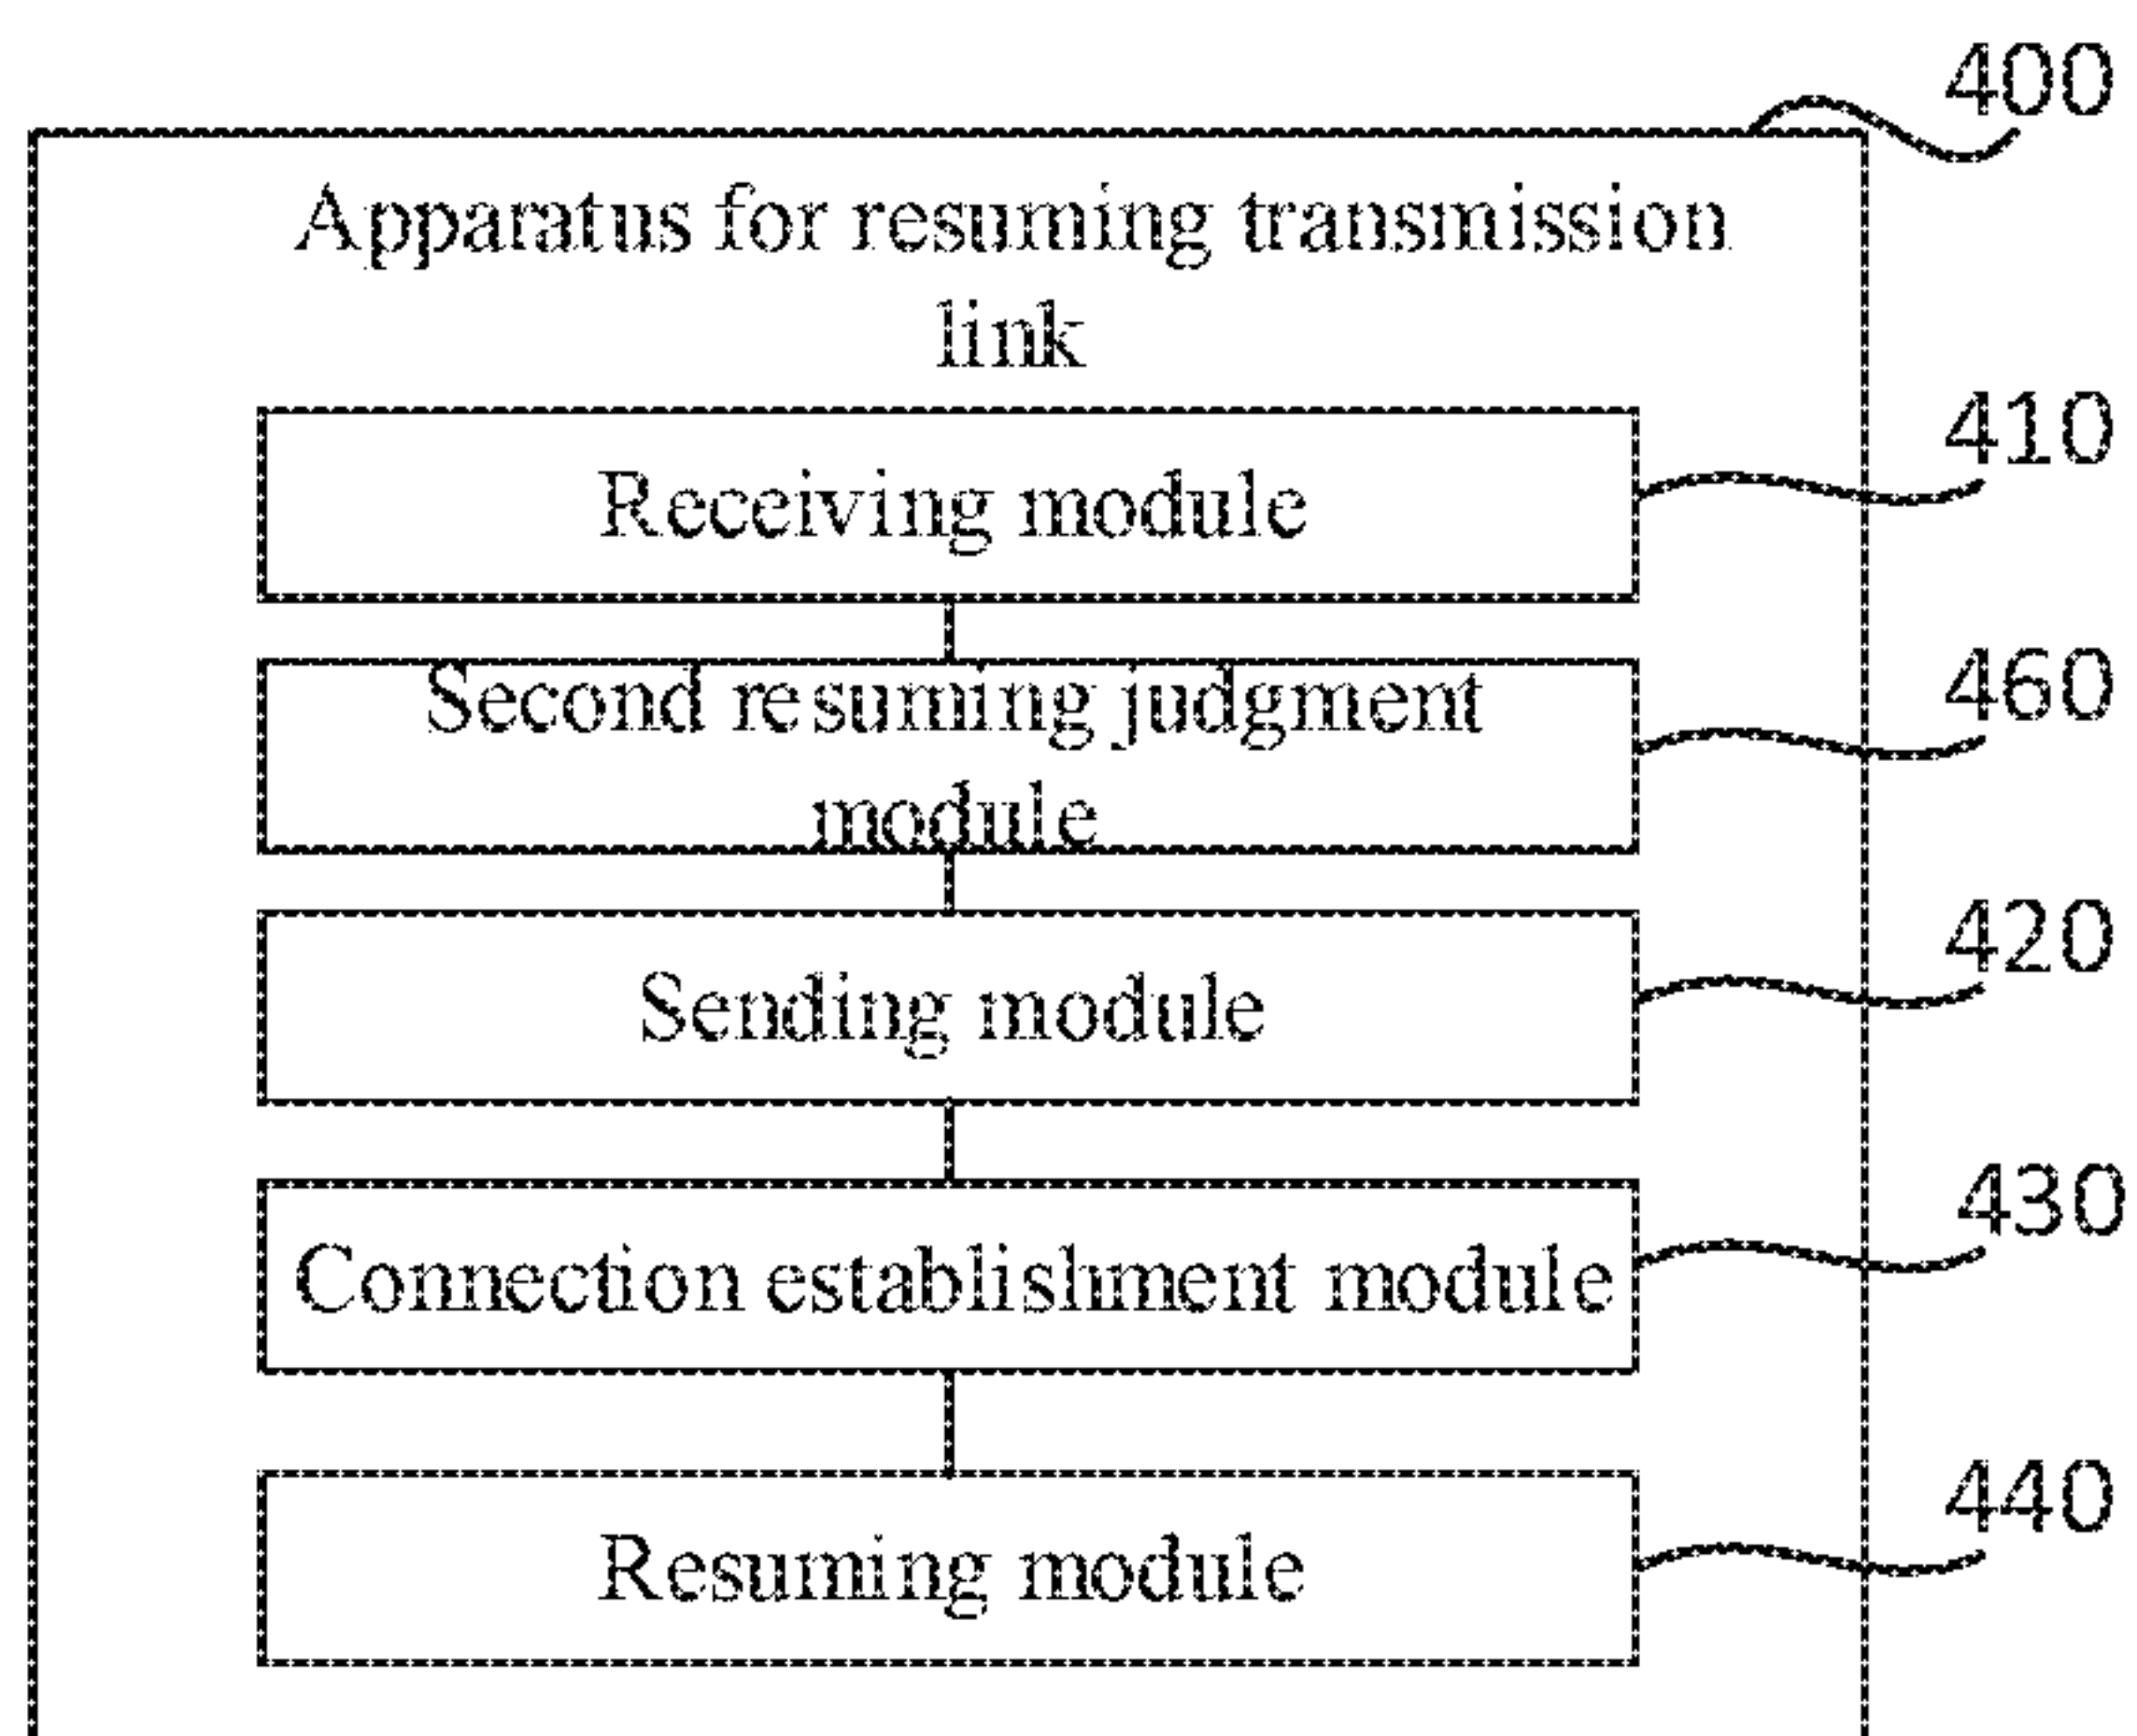 400
Apparatus for resuming transmission
link
410
Receiving module
460
Second resuming judgment
module
420
Sending module
430
Connection establishment module
440
Resuming module